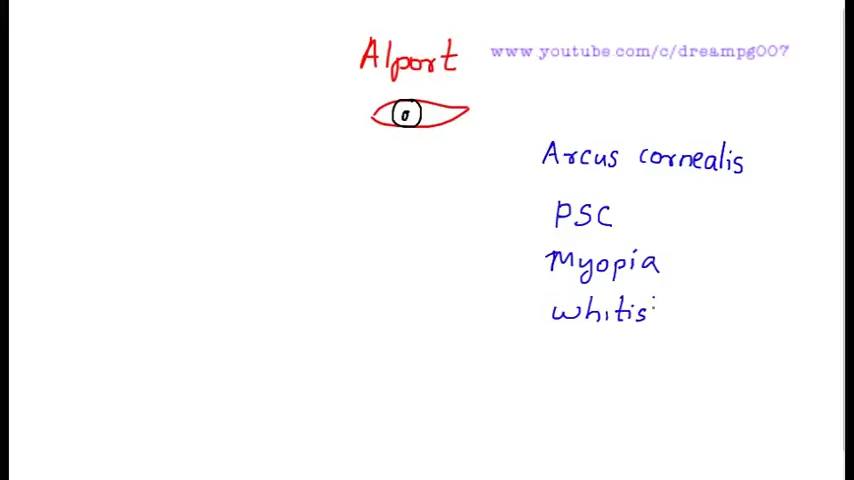 Alport
www.youtube.com/c/dreampg007
Arcus cornealis
PSC
Myopia
whitis